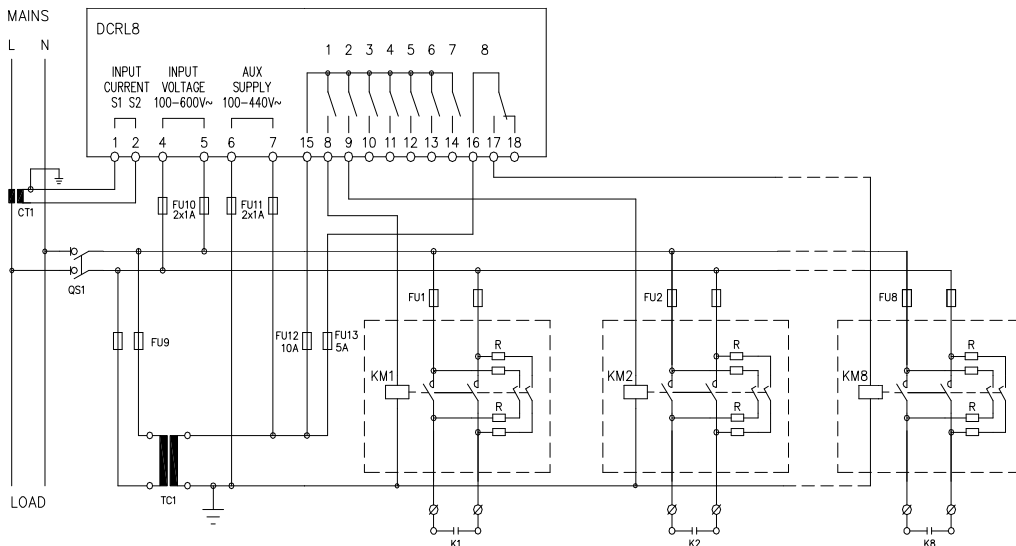 MAINS
L N
DCRL8
1 2 3 4 5 6 7 8
INPUT
CURRENT
S1 S2
INPUT
VOLTAGE
100-600V~
AUX
SUPPLY
100-440V~
1 2 4 5 6 7 15 8 9 10 11 12 13 14 16 17 18
CT1
FU10
2x1A
FU11
2x1A
QS1
FU1
FU2
FU8
FU9
FU12
10A
FU13
5A
R
R
R
KM1
KM2
KM8
R
R
R
LOAD
TC1
K1
K2
K8